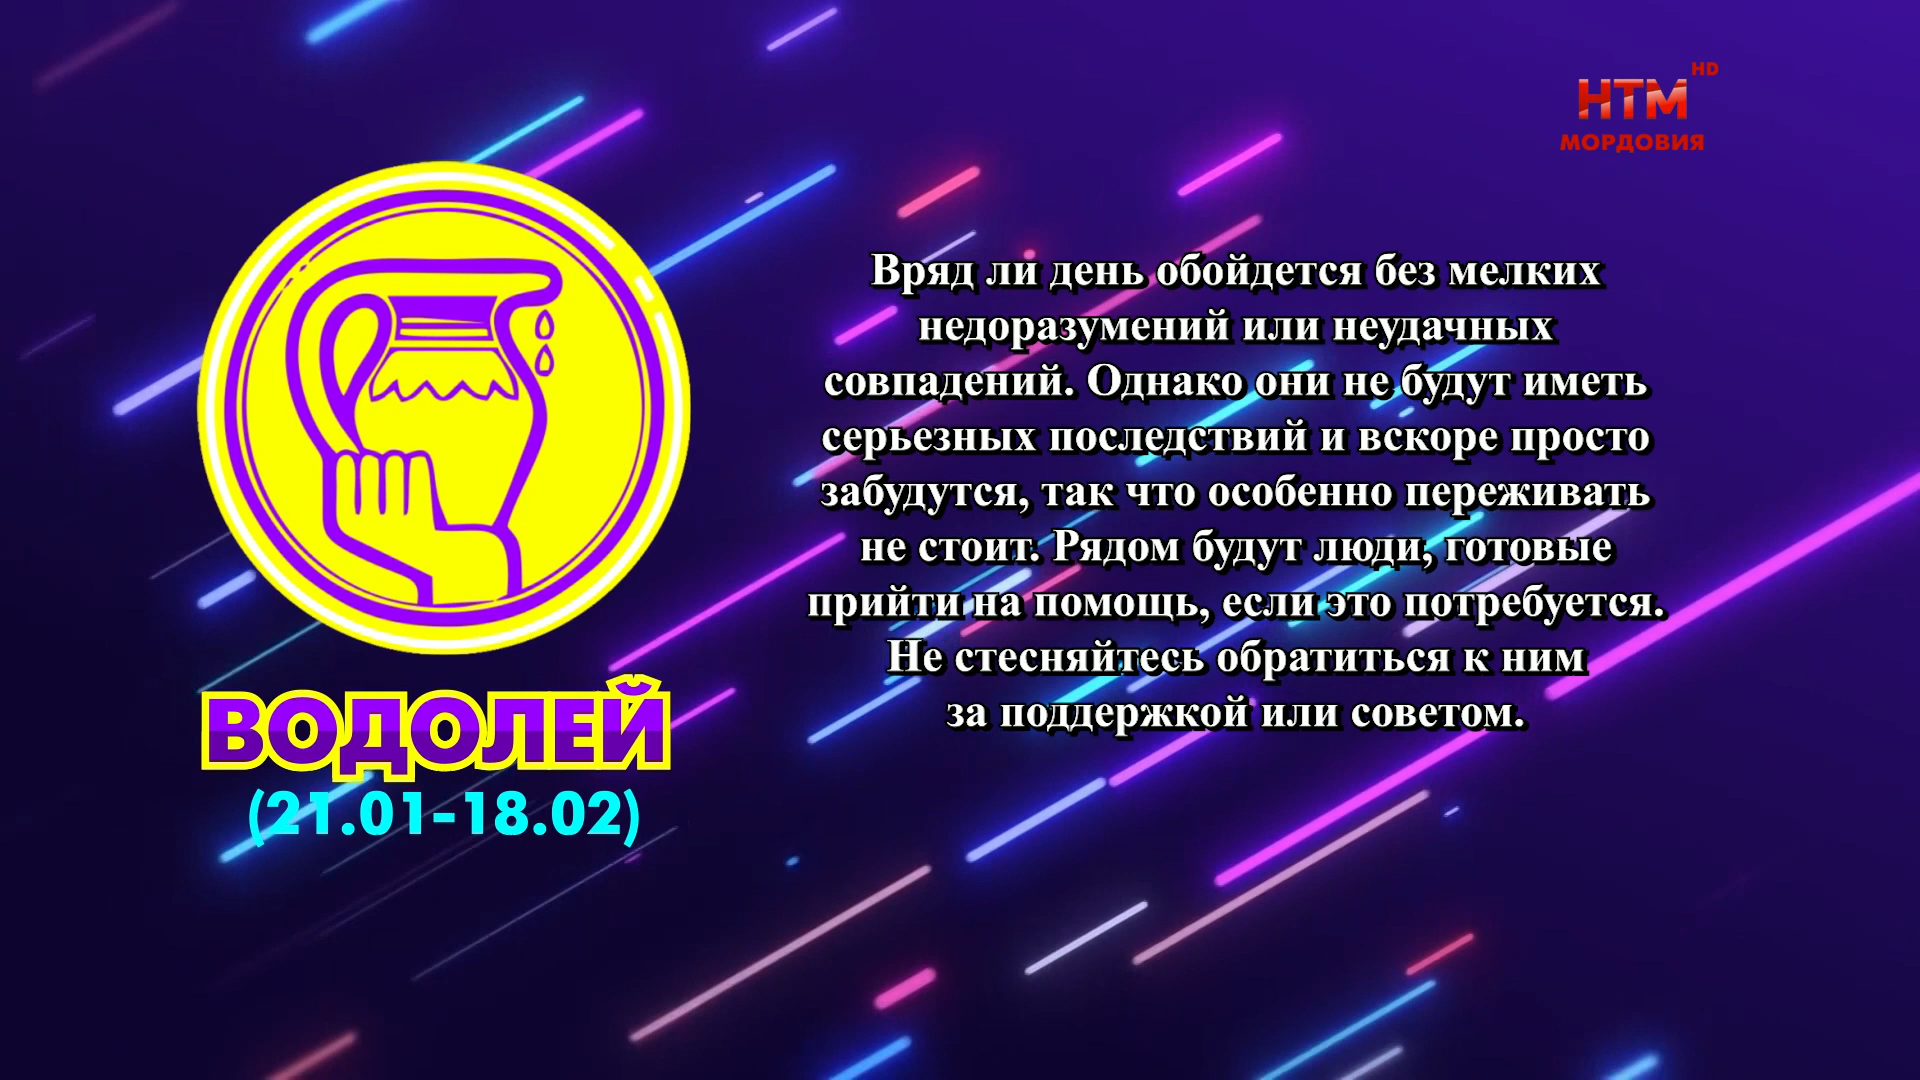 HD
НТМ
МОРДОВИЯ
Вряд ли день обойдется без мелких
недоразумений или неудачных
совпадений. Однако они не будут иметь
серьезных последствий и вскоре просто
забудутся, так что особенно переживать
не стоит. Рядом будут люди, готовые
прийти на помощь, если это потребуется.
Не стесняйтесь обратиться к ним
за поддержкой или советом.
ВОДОЛЕЙ
(21.01-18.02)